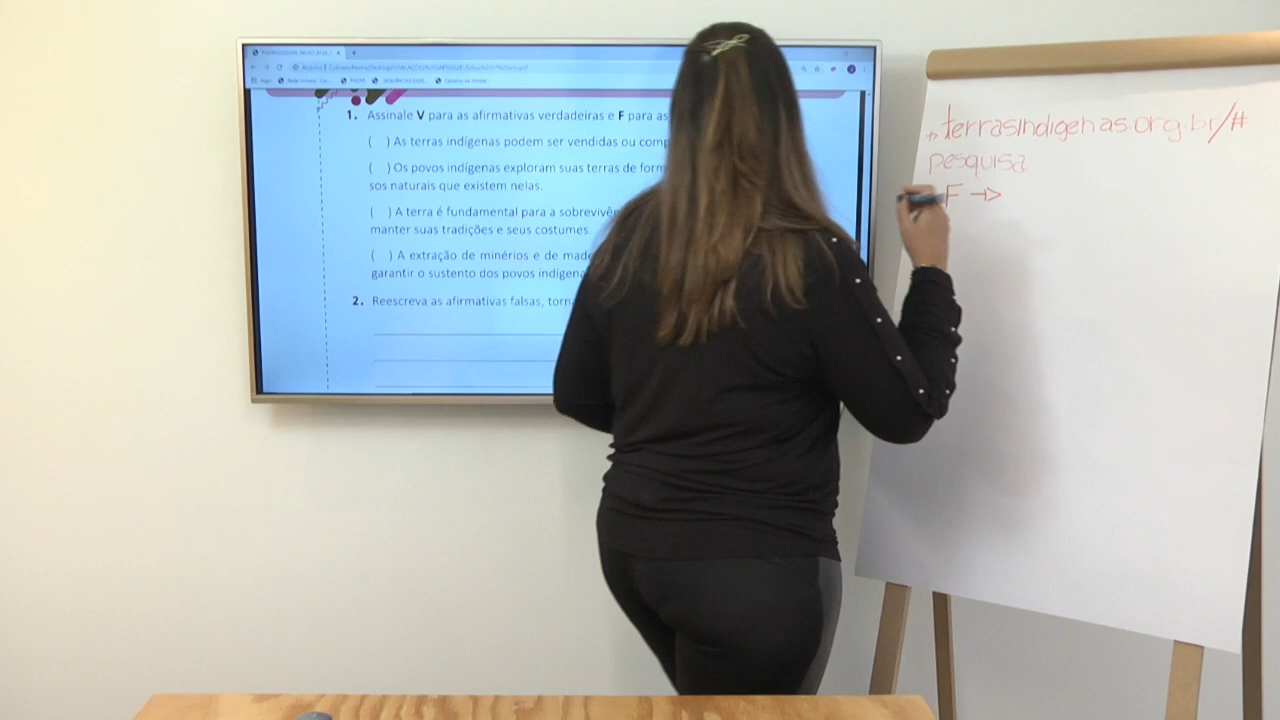 1. Assinale V para as afirmativas verdadeiras e F para as
( ) As terras indígenas podem ser vendidas ou comp
( ) Os povos indígenas exploram suas terras de form
sos naturais que existem nelas.
( ) A terra é fundamental para a sobrevivên
manter suas tradições e seus costumes
( ) A extração de minérios e de made
garantir o sustento dos povos indígena
2. Reescreva as afirmativas falsas, torna
terrasindigenas.org.br/#
pesquisa
F →